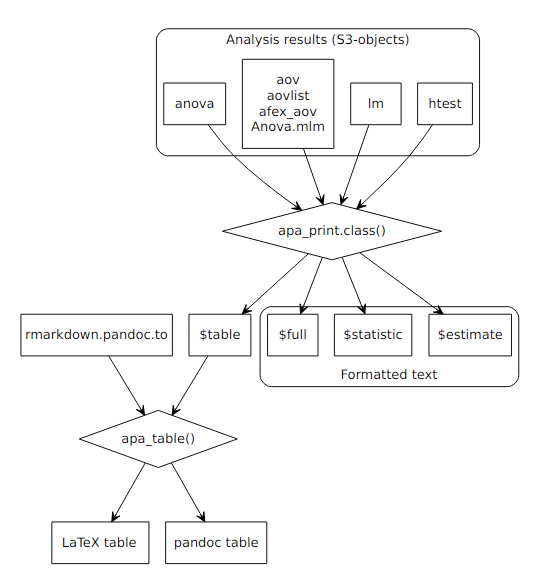 Analysis results (S3-objects)
anova
aov
aovlist
afex_aov
Anova.mlm
lm
htest
apa_print.class()
rmarkdown.pandoc.to
$table
$full
$statistic
$estimate
Formatted text
apa_table()
LaTeX table
pandoc table